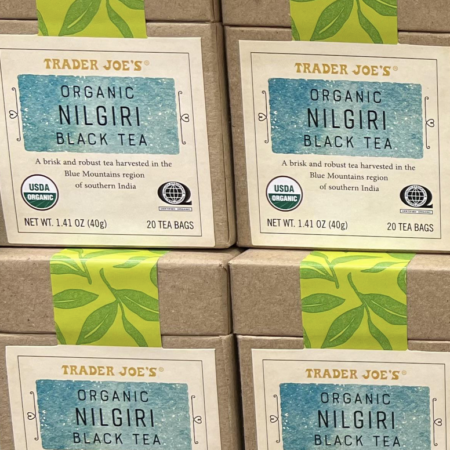 TRADER JOE'S®
ORGANIC
NILGIRI
BLACK TEA
A brisk and robust tea harvested in the
Blue Mountains region
of southern India
USDA
ORGANIC
NET WT. 1.41 OZ (40g)
20 TEA BAGS
TRADER JOE'S®
ORGANIC
NILGIRI
BLACK TEA
A brisk and robust tea harvested in the
Blue Mountains region
of southern India
USDA
ORGANIC
NET WT. 1.41 OZ (40g)
20 TEA BAGS
TRADER JOE'S®
ORGANIC
NILGIRI
BLACK TEA
TRADER JOE'S®
ORGANIC
NILGIRI
BLACK TEA